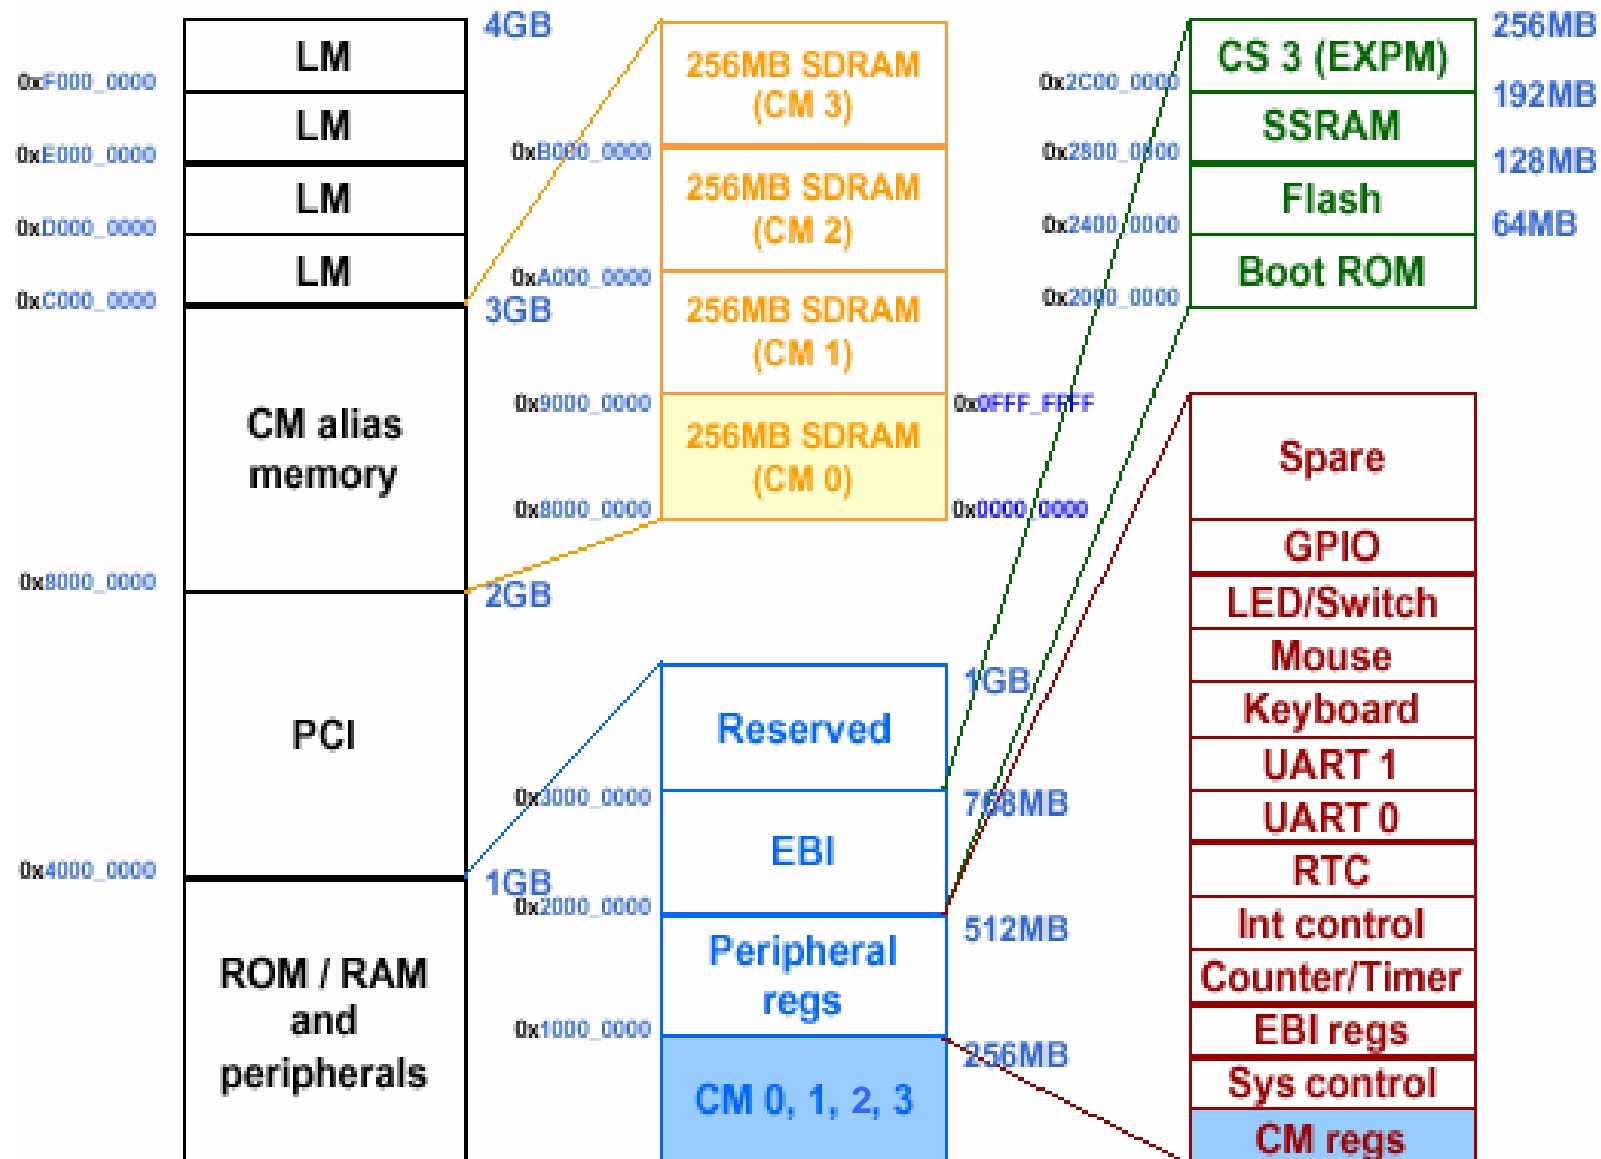 4GB
LM
0xF000_0000
LM
0xE000_0000
LM
0xD000_0000
LM
0xC000_0000
3GB
CM alias
memory
0x8000_0000
2GB
PCI
0x4000_0000
1GB
ROM / RAM
and
peripherals
256MB SDRAM
(CM 3)
0xB000_0000
256MB SDRAM
(CM 2)
0xA000_0000
256MB SDRAM
(CM 1)
0x9000_0000
0x0FFF_FFFF
256MB SDRAM
(CM 0)
0x8000_0000
0x0000_0000
1GB
Reserved
0x3000_0000
768MB
EBI
0x2000_0000
512MB
Peripheral
regs
0x1000_0000
256MB
CM 0, 1, 2, 3
256MB
CS 3 (EXPM)
0x2C00_0000
192MB
SSRAM
0x2800_0000
128MB
Flash
0x2400_0000
64MB
Boot ROM
0x2000_0000
Spare
GPIO
LED/Switch
Mouse
Keyboard
UART 1
UART 0
RTC
Int control
Counter/Timer
EBI regs
Sys control
CM regs